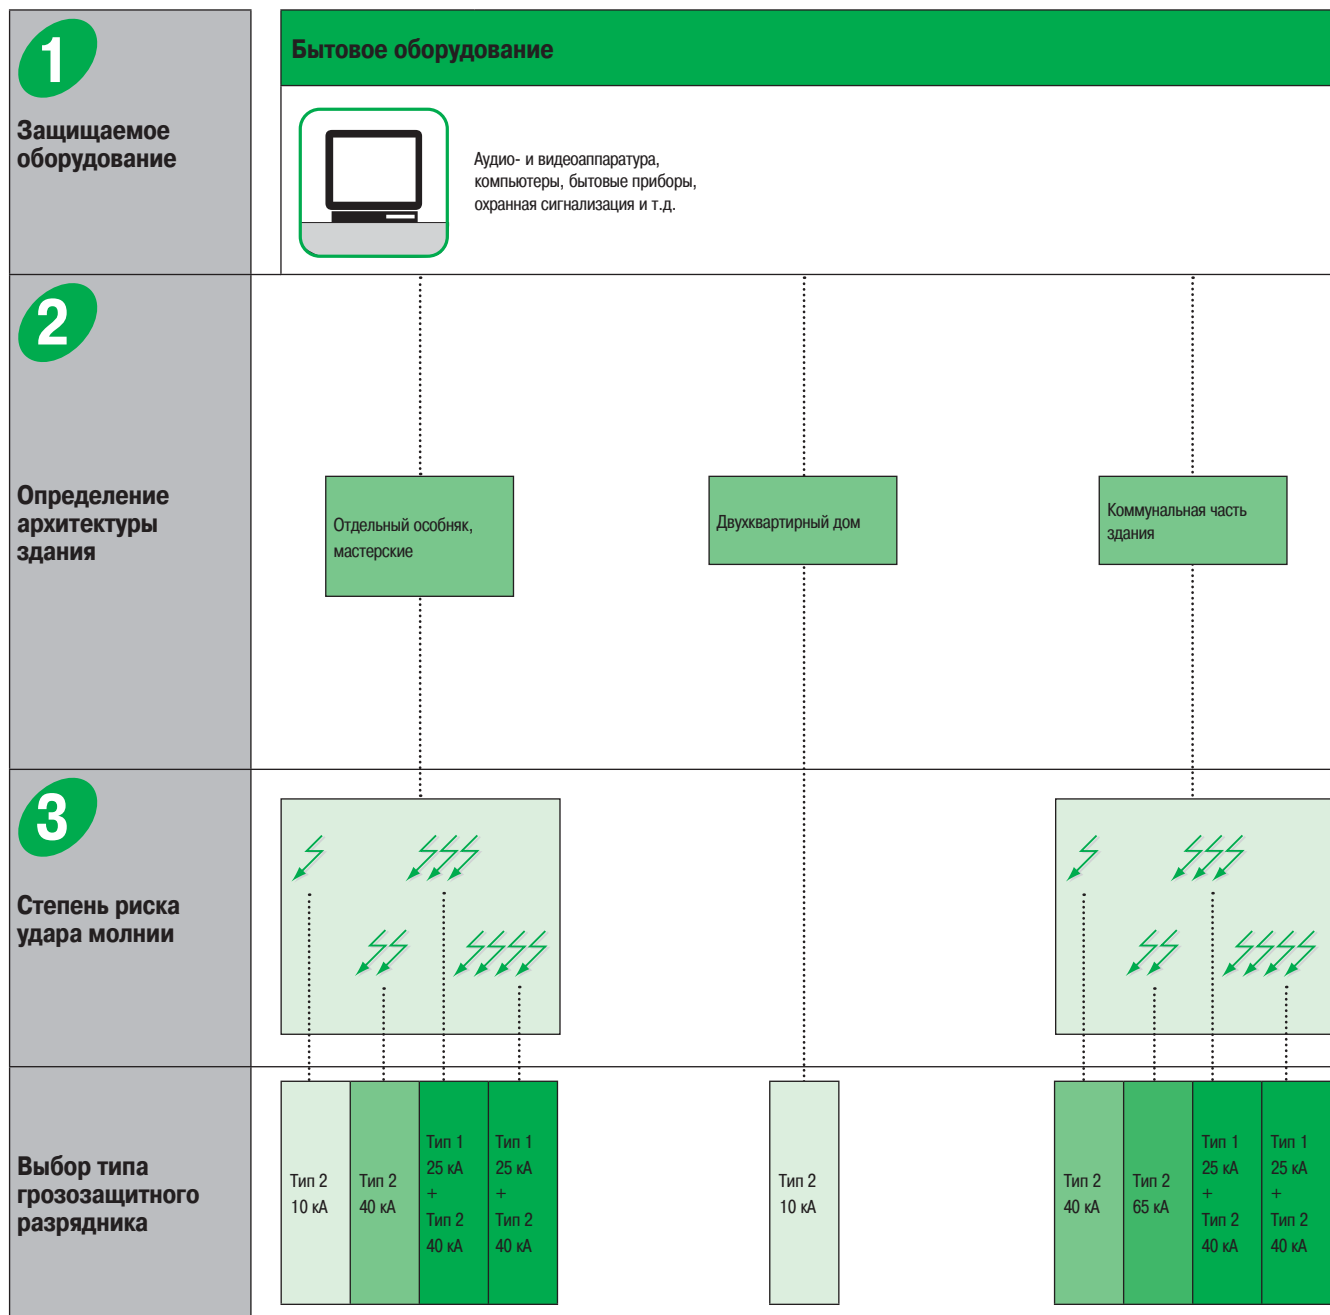 1
Защищаемое
оборудование
Бытовое оборудование
Аудио- и видеоаппаратура,
компьютеры, бытовые приборы,
охранная сигнализация и т.д.
2
Определение
архитектуры
здания
Отдельный особняк,
мастерские
Двухквартирный дом
Коммунальная часть
здания
3
Степень риска
удара молнии
Выбор типа
грозозащитного
разрядника
Тип 2
10 кА
Тип 2
40 кА
Тип 1
25 кА
+
Тип 2
40 кА
Тип 1
25 кА
+
Тип 2
40 кА
Тип 2
10 кА
Тип 2
40 кА
Тип 2
65 кА
Тип 1
25 кА
+
Тип 2
40 кА
Тип 1
25 кА
+
Тип 2
40 кА